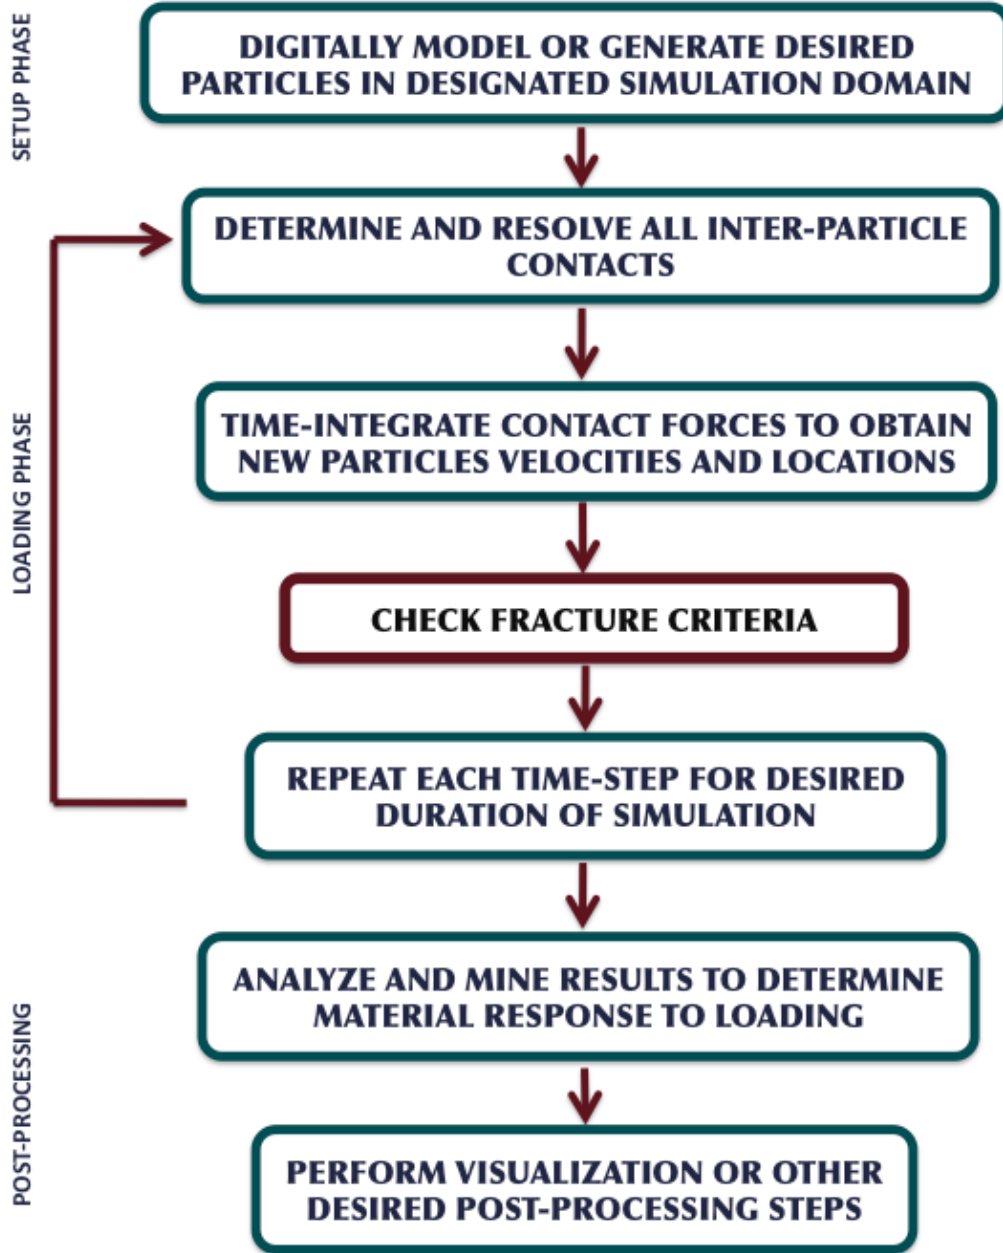 SETUP PHASE
DIGITALLY MODEL OR GENERATE DESIRED
PARTICLES IN DESIGNATED SIMULATION DOMAIN
LOADING PHASE
DETERMINE AND RESOLVE ALL INTER-PARTICLE
CONTACTS
TIME-INTEGRATE CONTACT FORCES TO OBTAIN
NEW PARTICLES VELOCITIES AND LOCATIONS
CHECK FRACTURE CRITERIA
REPEAT EACH TIME-STEP FOR DESIRED
DURATION OF SIMULATION
POST-PROCESSING
ANALYZE AND MINE RESULTS TO DETERMINE
MATERIAL RESPONSE TO LOADING
PERFORM VISUALIZATION OR OTHER
DESIRED POST-PROCESSING STEPS